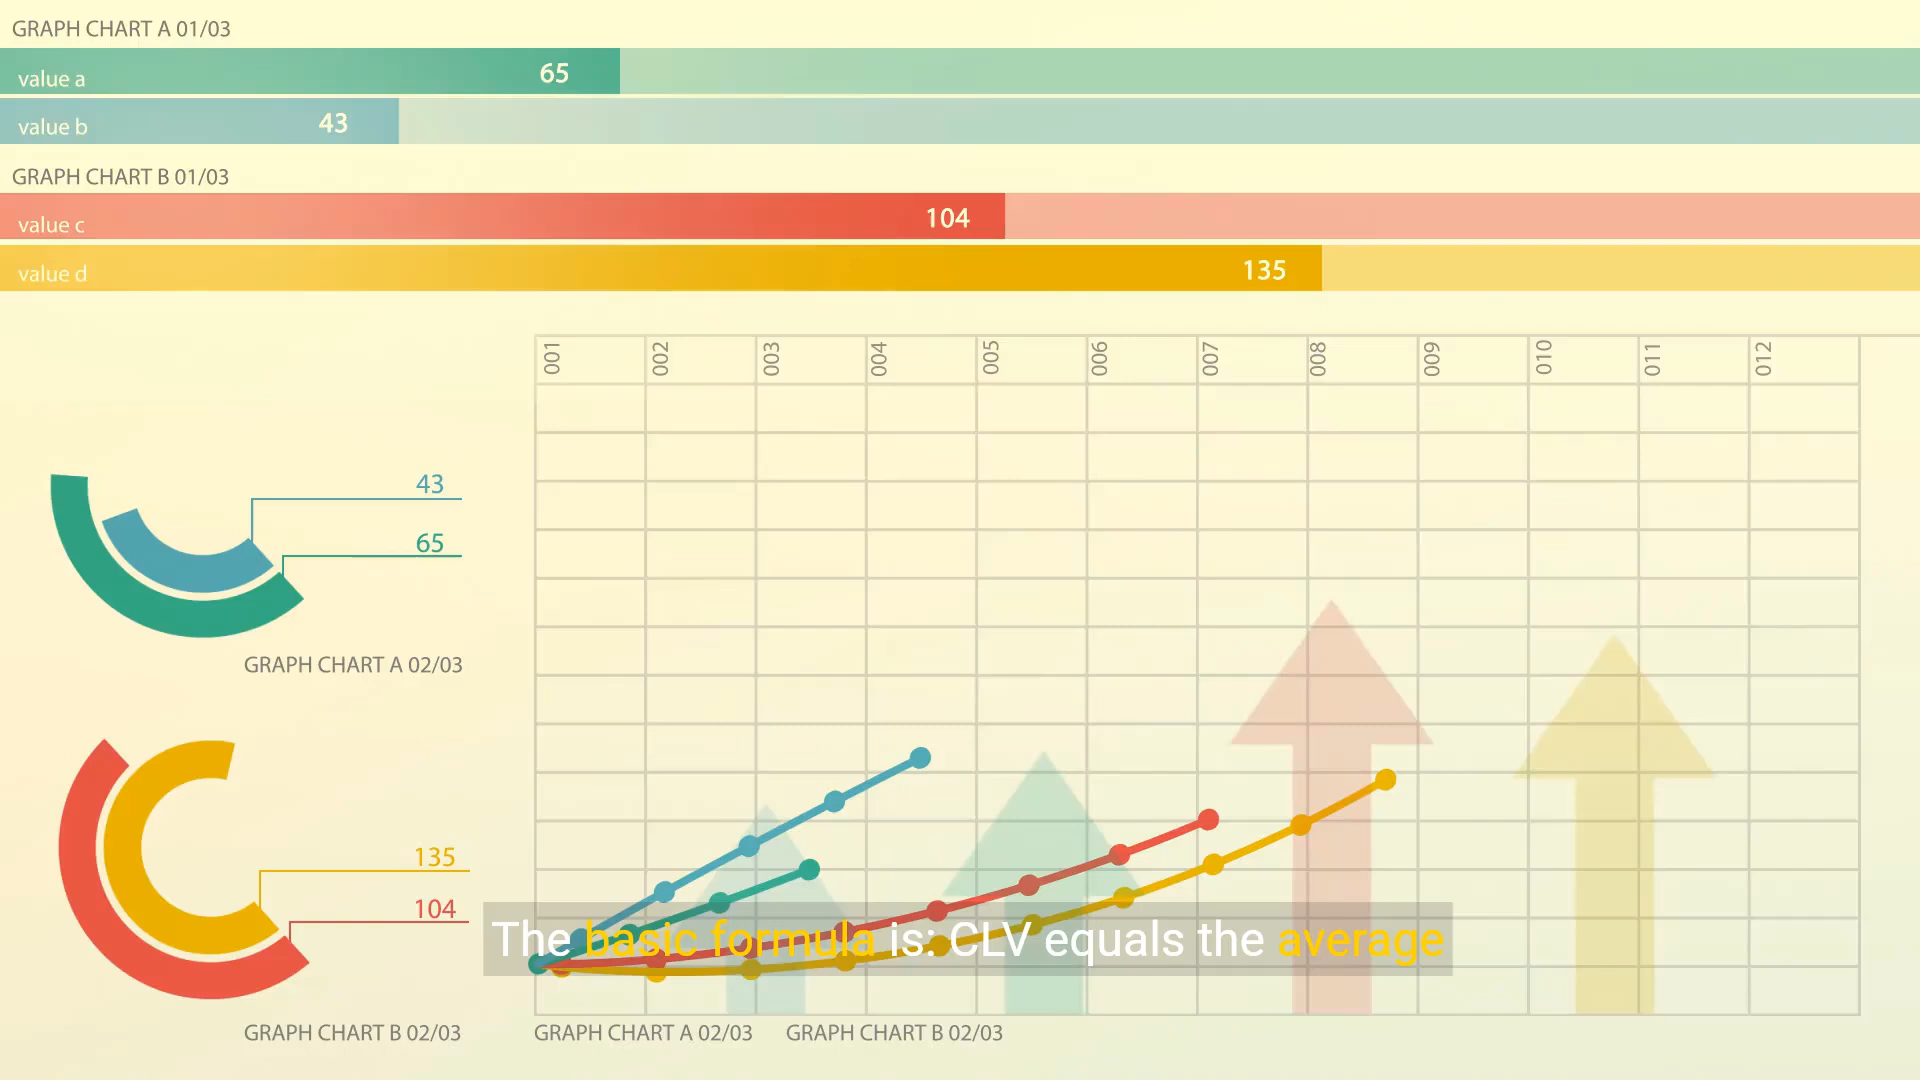 GRAPH CHART A 01/03
value a 65
value b 43
GRAPH CHART B 01/03
value c 104
value d 135
001 002 003 004 005 006 007 008 009 010 011 012
43
65
GRAPH CHART A 02/03
135
104
The basic formula is: CLV equals the average
GRAPH CHART B 02/03
GRAPH CHART A 02/03 GRAPH CHART B 02/03